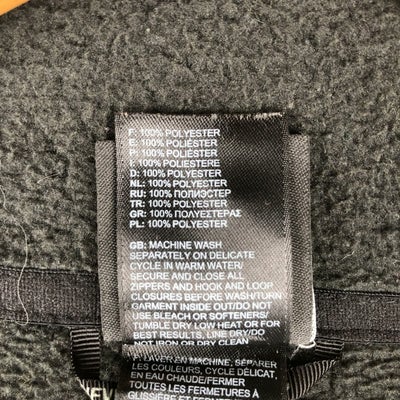 F: 100% POLYESTER
E: 100% POLIÉSTER
P: 100% POLIÉSTER
I: 100% POLIESTERE
D: 100% POLYESTER
NL: 100% POLYESTER
RU: 100% ПОЛИЭСТЕР
TR: 100% POLYESTER
GR: 100% ΠΟΛΥΕΣΤΕΡΑΣ
PL: 100% POLYESTER
GB: MACHINE WASH
SEPARATELY ON DELICATE
CYCLE IN WARM WATER/
SECURE AND CLOSE ALL
ZIPPERS AND HOOK AND LOOP
CLOSURES BEFORE WASH/TURN
GARMENT INSIDE OUT/DO NOT
USE BLEACH OR SOFTENERS/
TUMBLE DRY LOW HEAT OR FOR
BEST RESULTS, LINE DRY/DO
NOT IRON OR DRY CLEAN
F: LAVER EN MACHINE, SÉPARER
LES COULEURS, CYCLE DÉLICAT,
EN EAU CHAUDE/FERMER
TOUTES LES FERMETURES À
GLISSIÈRE ET FERMETURES